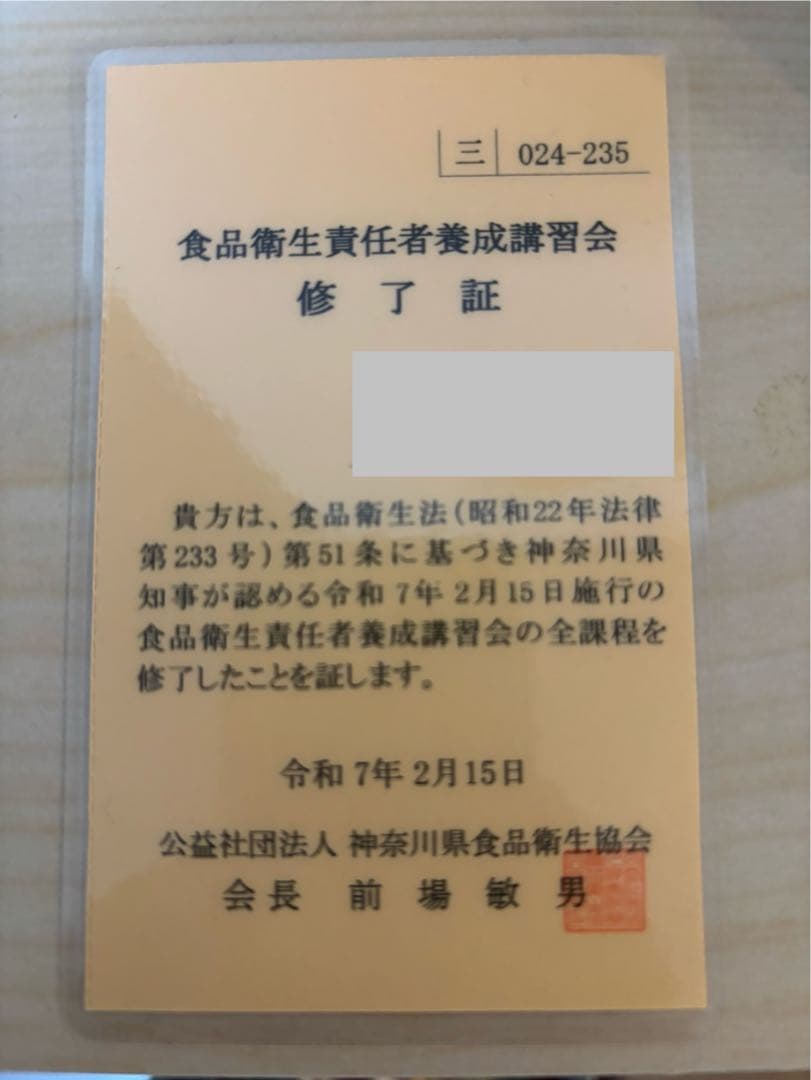 三 024-235
食品衛生責任者養成講習会
修了証
貴方は、食品衛生法(昭和22年法律
第233号)第51条に基づき神奈川県
知事が認める令和7年2月15日施行の
食品衛生責任者養成講習会の全課程を
修了したことを証します。
令和7年2月15日
公益社団法人 神奈川県食品衛生協会
会長 前場敏男